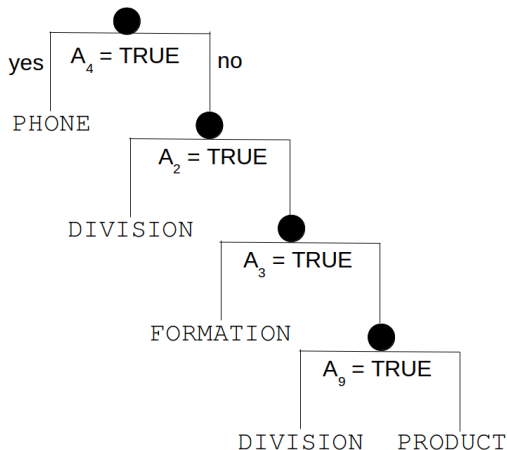 yes
A4 = TRUE
no
PHONE
A2 = TRUE
DIVISION
A3 = TRUE
FORMATION
A9 = TRUE
DIVISION
PRODUCT